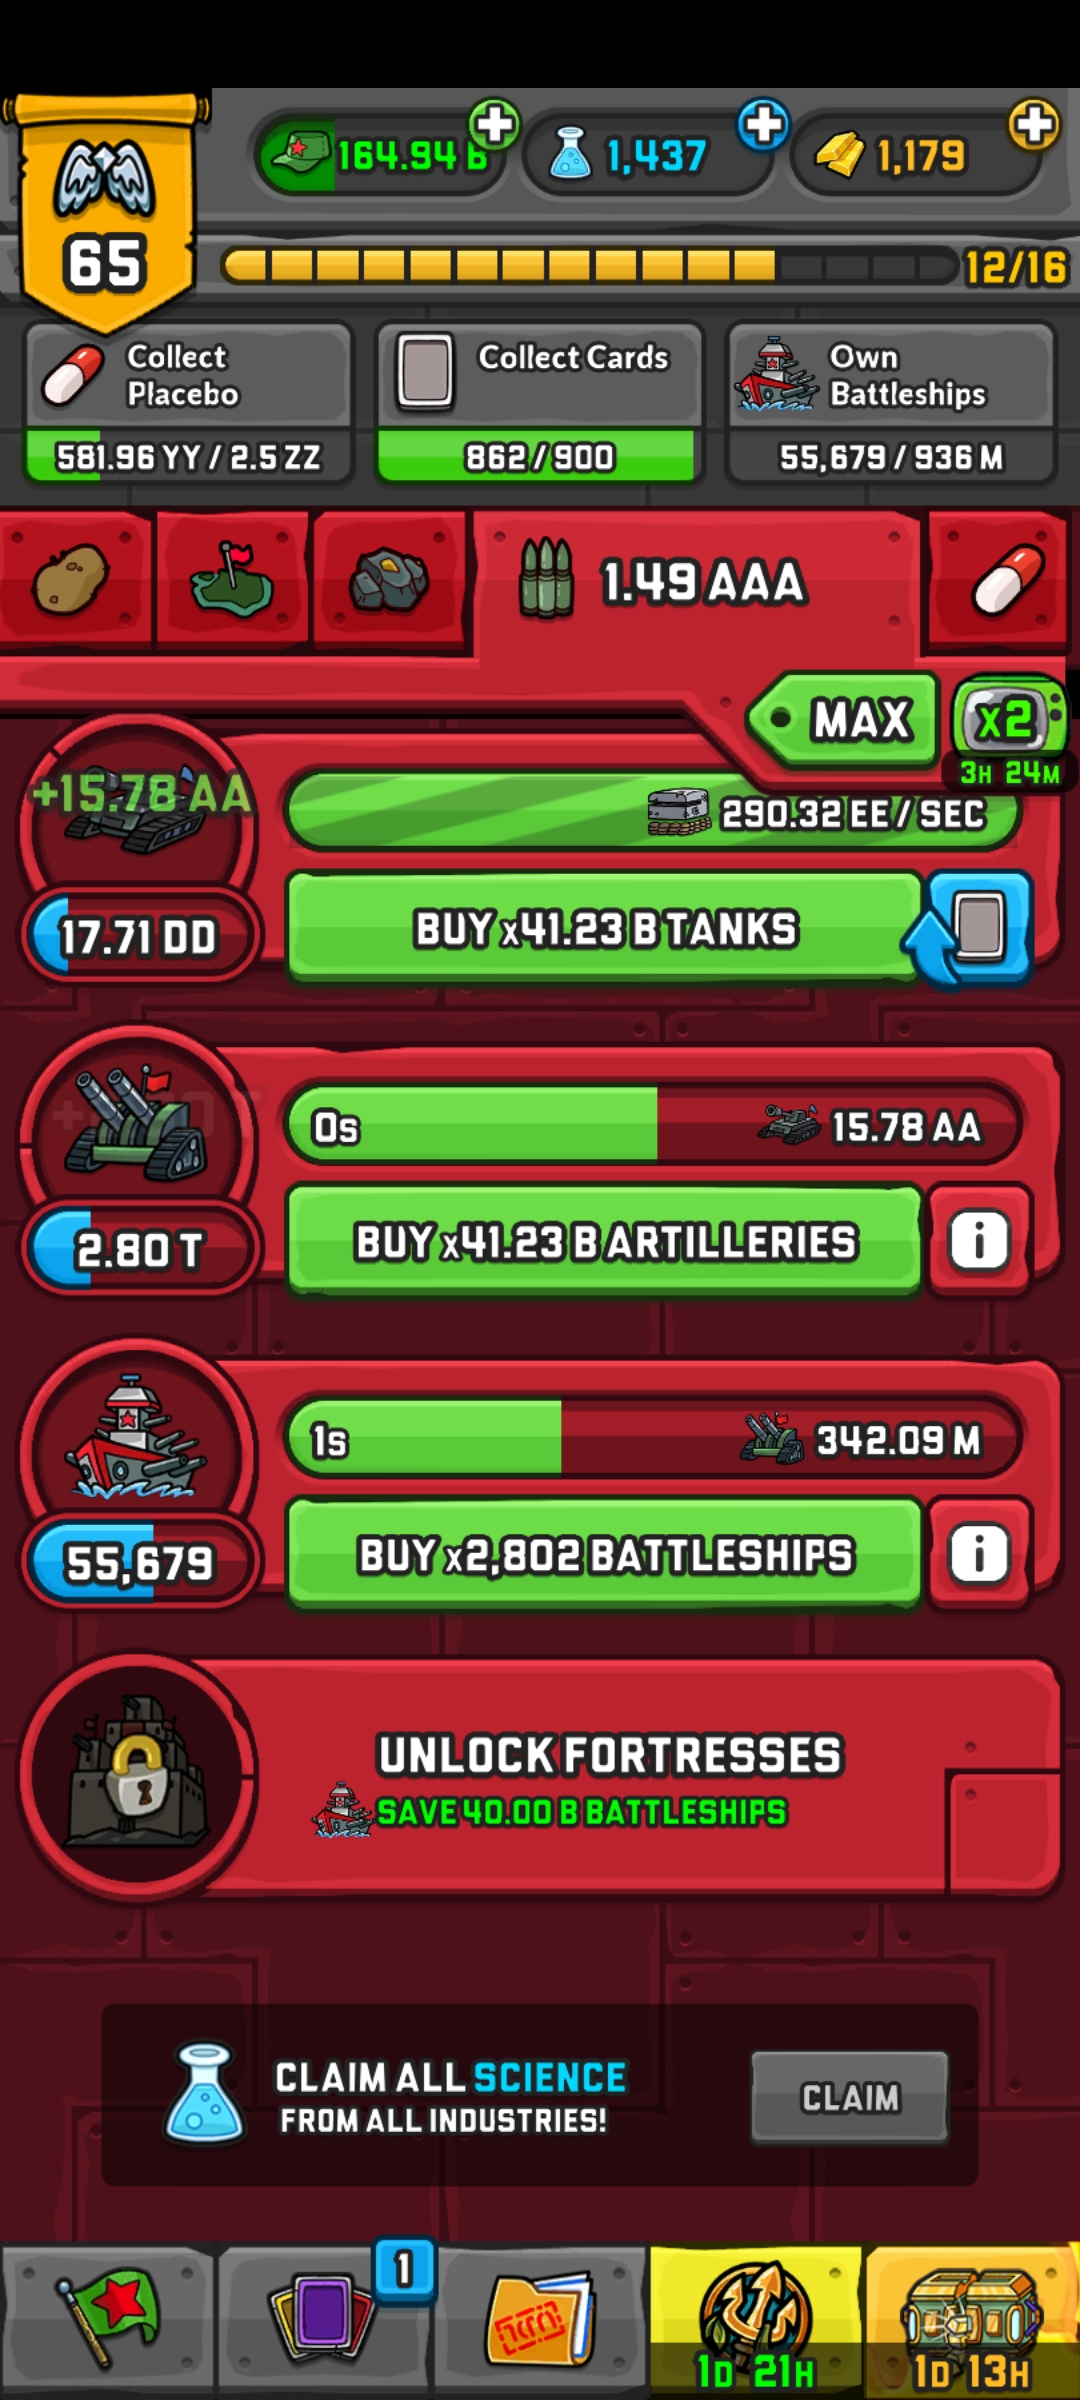 65
164.94 B
1,437
1,179
12/16
Collect
Placebo
581.96 YY / 2.5 ZZ
Collect Cards
862/900
Own
Battleships
55,679 / 936 M
1.49 AAA
MAX
x2
3H 24M
+15.78 AA
290.32 EE / SEC
17.71 DD
BUY x41.23 B TANKS
0s
15.78 AA
2.80 T
BUY x41.23 B ARTILLERIES
i
1s
342.09 M
55,679
BUY x2,802 BATTLESHIPS
i
UNLOCK FORTRESSES
SAVE 40.00 B BATTLESHIPS
CLAIM ALL SCIENCE
FROM ALL INDUSTRIES!
CLAIM
1
1D 21H
1D 13H